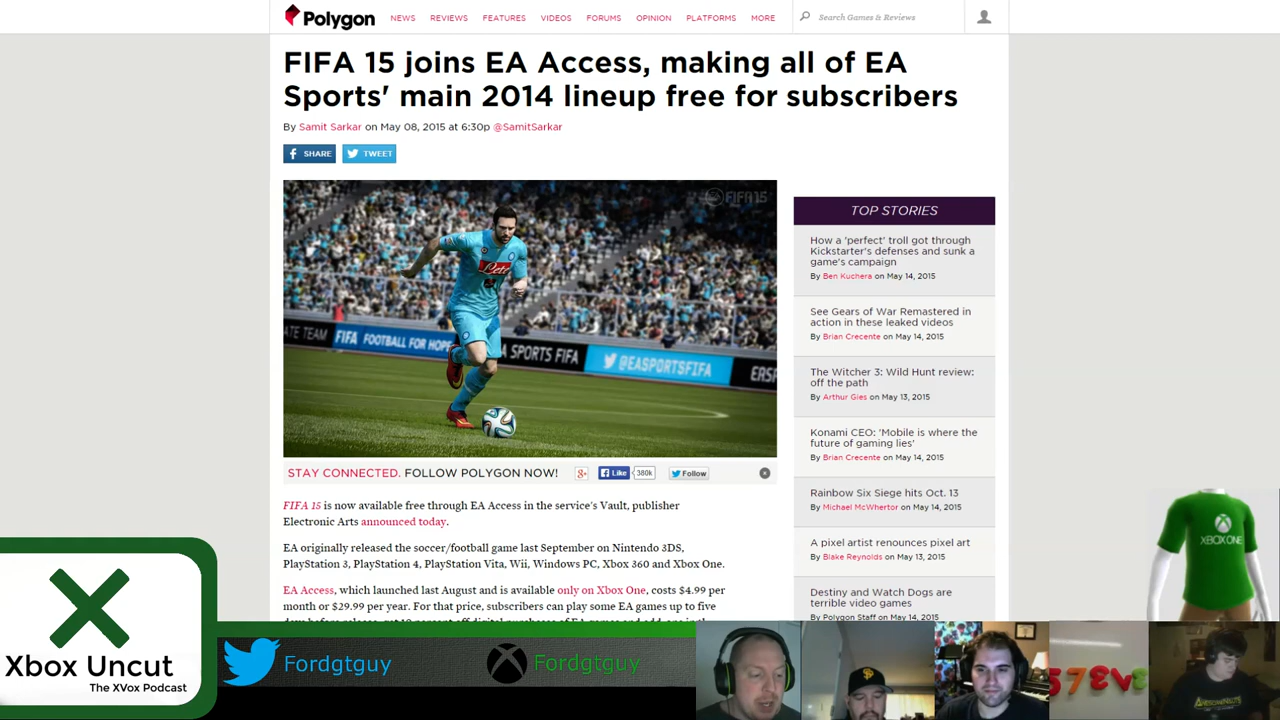 Polygon
NEWS REVIEWS FEATURES VIDEOS FORUMS OPINION PLATFORMS MORE
Search Games & Reviews
FIFA 15 joins EA Access, making all of EA
Sports' main 2014 lineup free for subscribers
By Samit Sarkar on May 08, 2015 at 6:30p @SamitSarkar
SHARE
TWEET
FIFA 15
FIFA FOOTBALL FOR HOPE
EA SPORTS FIFA
@EASPORTSFIFA
STAY CONNECTED. FOLLOW POLYGON NOW!
Like 380k
Follow
FIFA 15 is now available free through EA Access in the service's Vault, publisher
Electronic Arts announced today.
EA originally released the soccer/football game last September on Nintendo 3DS,
PlayStation 3, PlayStation 4, PlayStation Vita, Wii, Windows PC, Xbox 360 and Xbox One.
EA Access, which launched last August and is available only on Xbox One, costs $4.99 per
month or $29.99 per year. For that price, subscribers can play some EA games up to five
TOP STORIES
How a 'perfect' troll got through
Kickstarter's defenses and sunk a
game's campaign
By Ben Kuchera on May 14, 2015
See Gears of War Remastered in
action in these leaked videos
By Brian Crecente on May 14, 2015
The Witcher 3: Wild Hunt review:
off the path
By Arthur Gies on May 13, 2015
Konami CEO: 'Mobile is where the
future of gaming lies'
By Brian Crecente on May 14, 2015
Rainbow Six Siege hits Oct. 13
By Michael McWhertor on May 14, 2015
A pixel artist renounces pixel art
By Blake Reynolds on May 13, 2015
Destiny and Watch Dogs are
terrible video games
By Polygon Staff on May 14, 2015
XBOX ONE
Xbox Uncut
The XVox Podcast
Fordgtguy
Fordgtguy